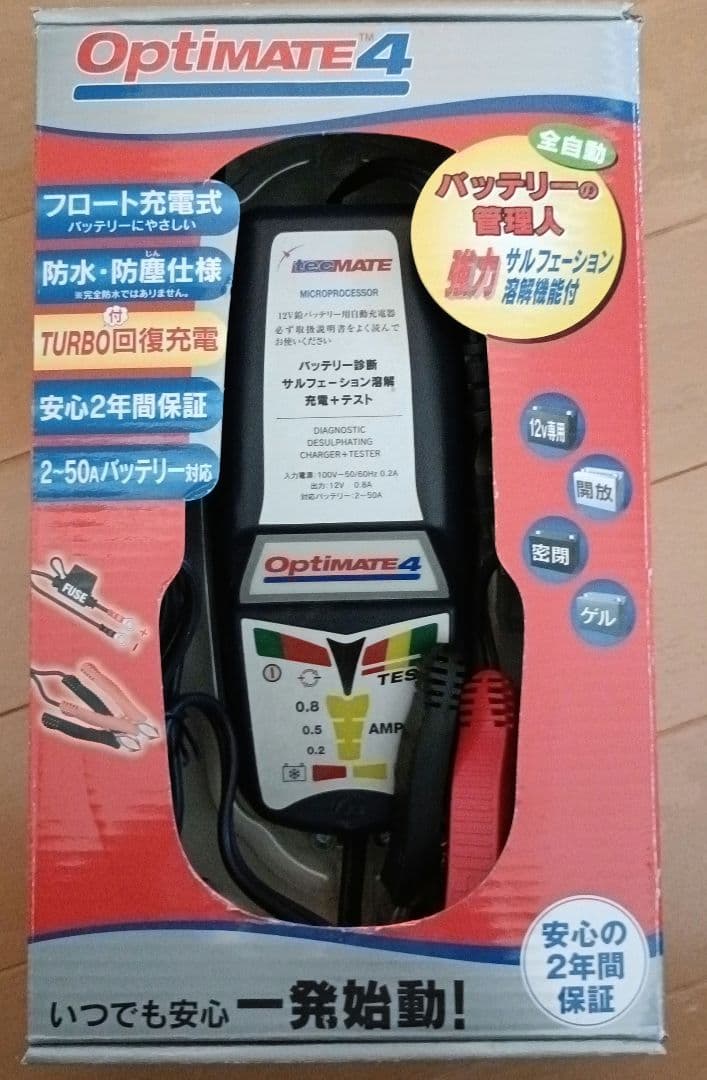 OptiMATE™4
全自動
バッテリーの
管理人
強力 サルフェーション
溶解機能付
フロート充電式
バッテリーにやさしい
じん
防水・防塵仕様
※完全防水ではありません。
付
TURBO回復充電
安心2年間保証
2~50Aバッテリー対応
tecMATE
MICROPROCESSOR
12V鉛バッテリー用自動充電器
必ず取扱説明書をよく読んで
お使いください
バッテリー診断
サルフェーション溶解
充電+テスト
DIAGNOSTIC
DESULPHATING
CHARGER+TESTER
入力電源:100V~50/60Hz 0.2A
出力:12V 0.8A
対応バッテリー:2~50A
12v専用
開放
密閉
ゲル
OptiMATE4
FUSE
+
-
TES
0.8
0.5
AMP
0.2
安心の
2年間
保証
いつでも安心 一発始動!